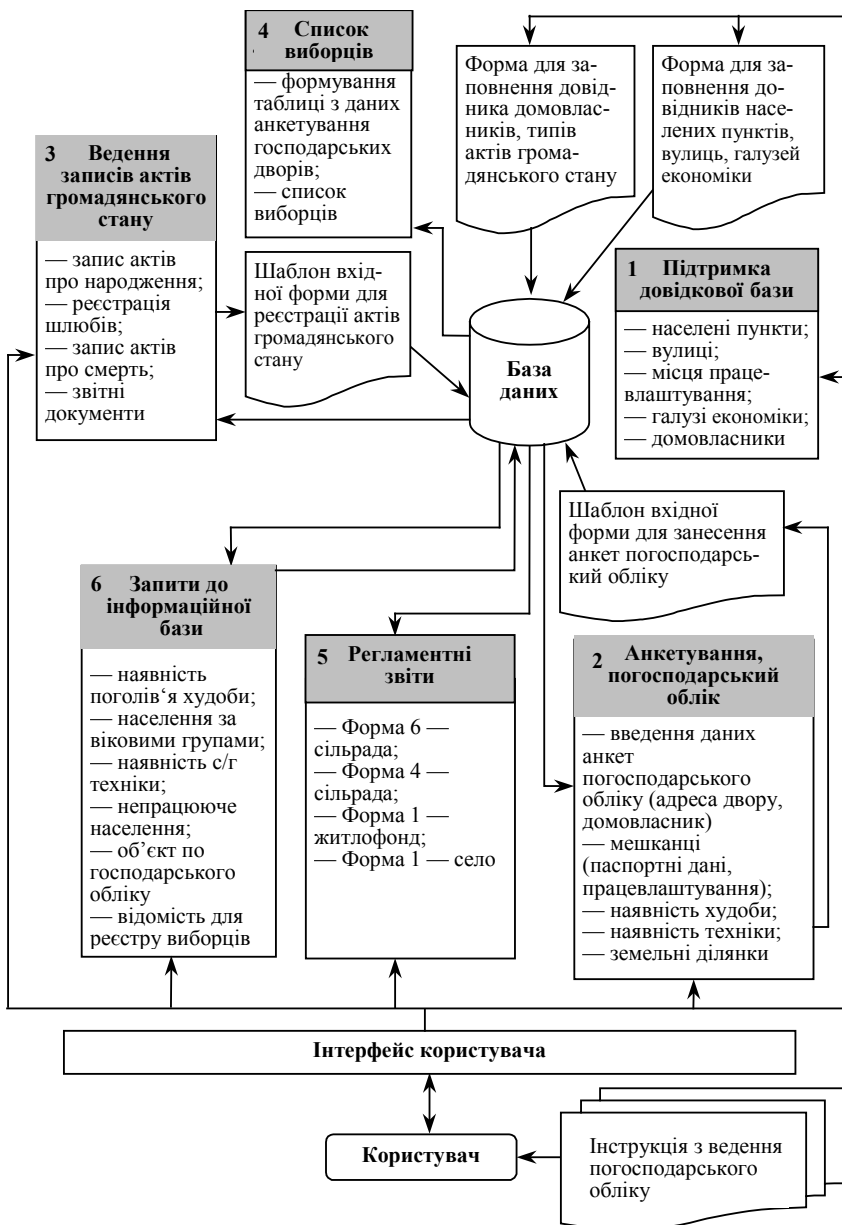 4 Список
виборців
— формування
таблиці з даних
анкетування
господарських
дворів;
— список
виборців
Форма для за-
повнення довід-
ника домовлас-
ників, типів
актів грома-
дянського стану
Форма для за-
повнення до-
відників насе-
лених пунктів,
вулиць, галузей
економіки
3 Ведення
записів актів
громадянського
стану
— запис актів
про народження;
— реєстрація
шлюбів;
— запис актів
про смерть;
— звітні
документи
Шаблон вхід-
ної форми для
реєстрації актів
громадянського
стану
База
даних
1 Підтримка
довідкової бази
— населені пункти;
— вулиці;
— місця праце-
влаштування;
— галузі економіки;
— домовласники
Шаблон вхідної
форми для занесення
анкет погосподарсь-
кий обліку
6 Запити до
інформаційної
бази
— наявність
поголів‘я худоби;
— населення за
віковими групами;
— наявність с/г
техніки;
— непрацююче
населення;
— об’єкт по
господарського
обліку
— відомість для
реєстру виборців
5 Регламентні
звіти
— Форма 6 —
сільрада;
— Форма 4 —
сільрада;
— Форма 1 —
житлофонд;
— Форма 1 — село
2 Анкетування,
погосподарський
облік
— введення даних
анкет
погосподарського
обліку (адреса двору,
домовласник)
— мешканці
(паспортні дані,
працевлаштування);
— наявність худоби;
— наявність техніки;
— земельні ділянки
Інтерфейс користувача
Користувач
Інструкція з ведення
погосподарського
обліку